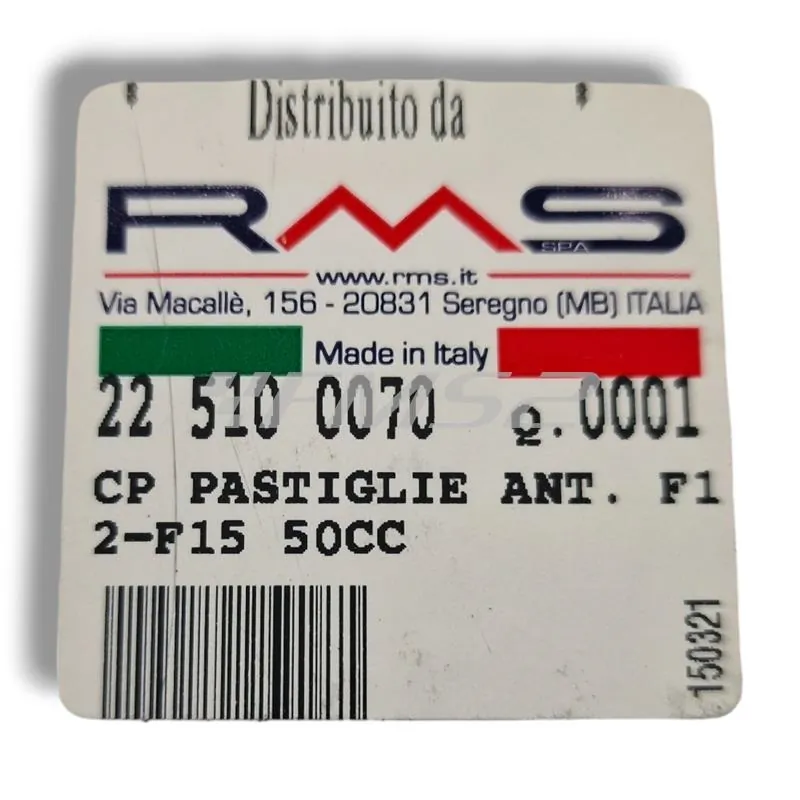 Distribuito da
RMS
SPA
www.rms.it
Via Macallè, 156 - 20831 Seregno (MB) ITALIA
Made in Italy
22 510 0070 Q.0001
CP PASTIGLIE ANT. F1
2-F15 50CC
150321